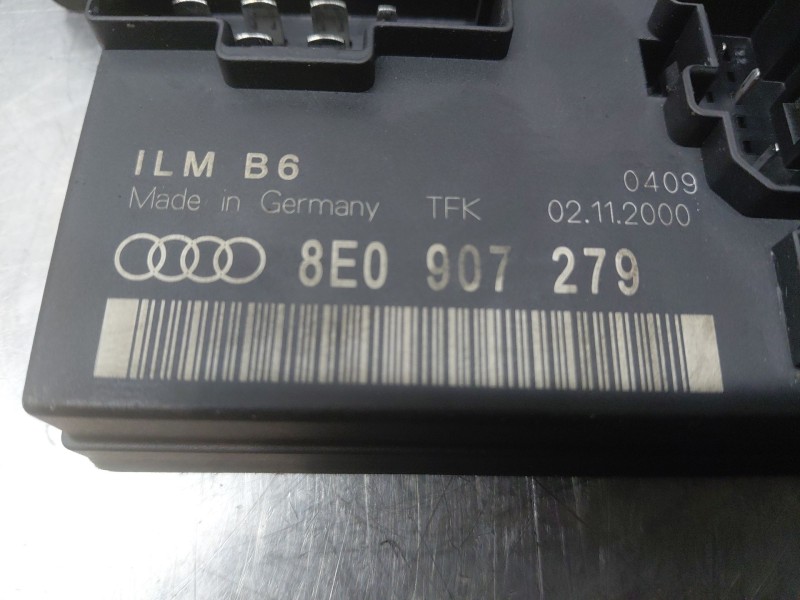 ILM B6
0409
Made in Germany TFK 02.11.2000
8E0 907 279